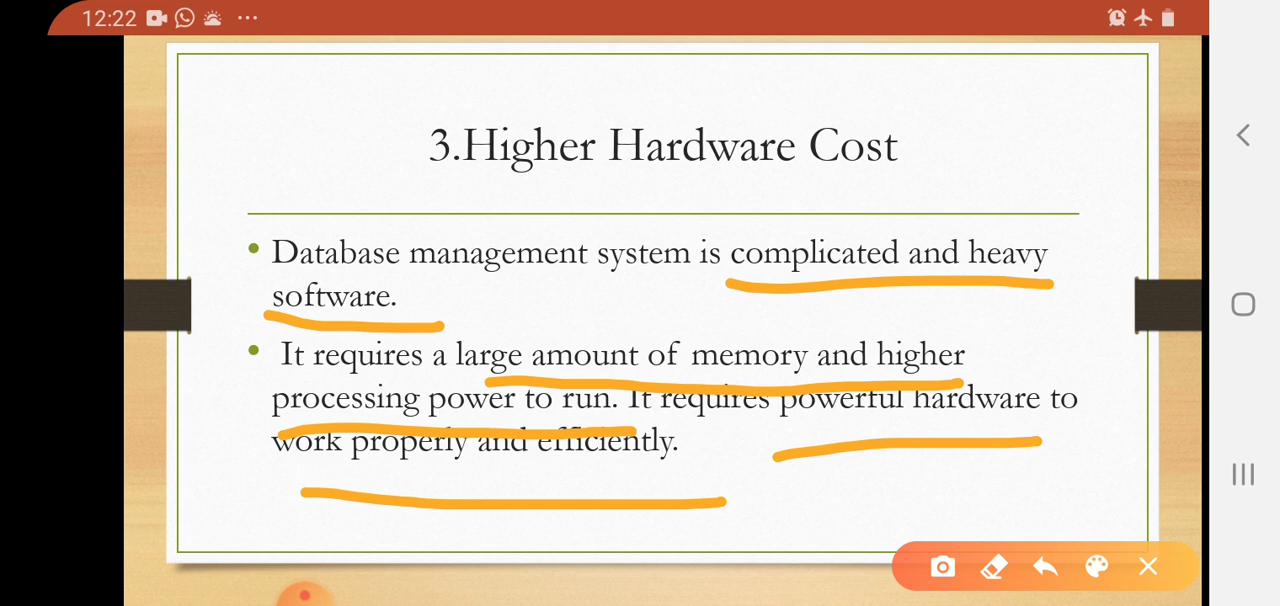 12:22
3.Higher Hardware Cost
• Database management system is complicated and heavy
software.
• It requires a large amount of memory and higher
processing power to run. It requires powerful hardware to
work properly and efficiently.